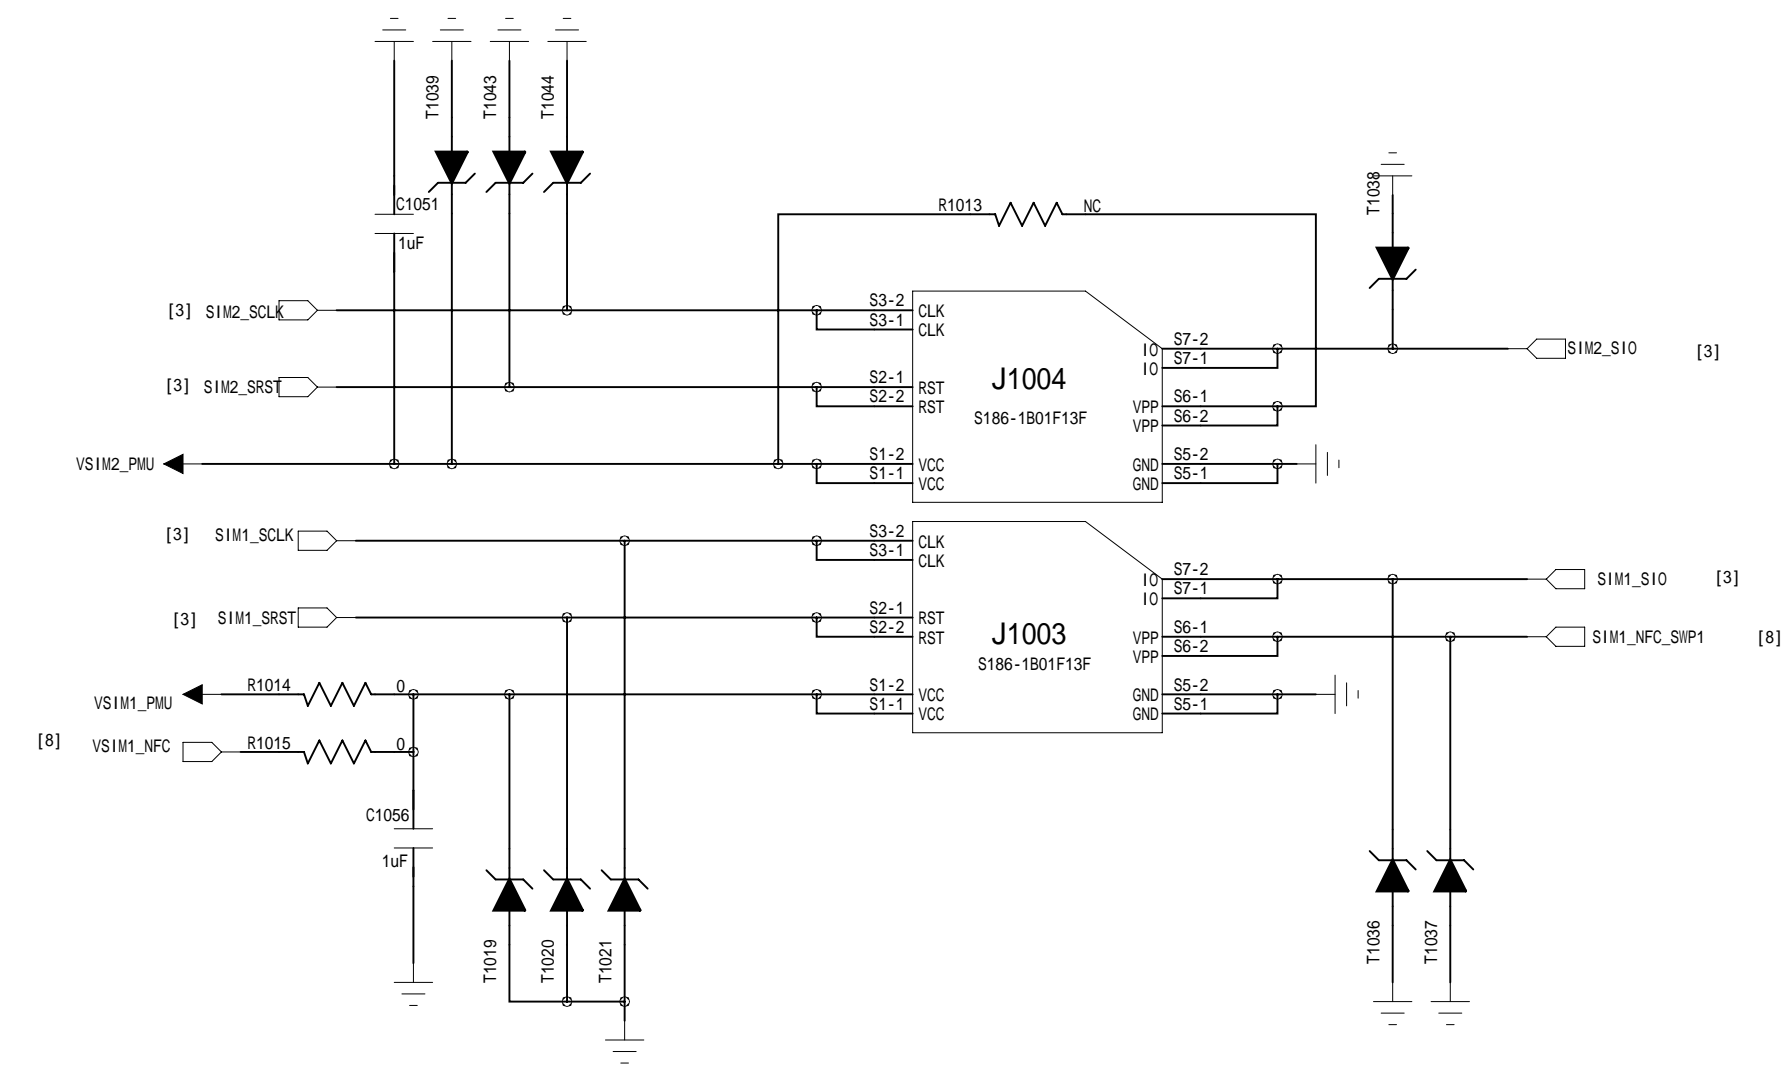 T1039
T1043
T1044
T1038
C1051
1uF
R1013 NC
[3] SIM2_SCLK
S3-2 CLK
S3-1 CLK
S7-2 IO
S7-1 IO
SIM2_SIO [3]
[3] SIM2_SRST
S2-1 RST
S2-2 RST
J1004
S186-1B01F13F
S6-1 VPP
S6-2 VPP
VSIM2_PMU
S1-2 VCC
S1-1 VCC
S5-2 GND
S5-1 GND
[3] SIM1_SCLK
S3-2 CLK
S3-1 CLK
S7-2 IO
S7-1 IO
SIM1_SIO [3]
[3] SIM1_SRST
S2-1 RST
S2-2 RST
J1003
S186-1B01F13F
S6-1 VPP
S6-2 VPP
SIM1_NFC_SWP1 [8]
VSIM1_PMU
R1014 0
S1-2 VCC
S1-1 VCC
S5-2 GND
S5-1 GND
[8] VSIM1_NFC
R1015 0
C1056
1uF
T1019
T1020
T1021
T1036
T1037